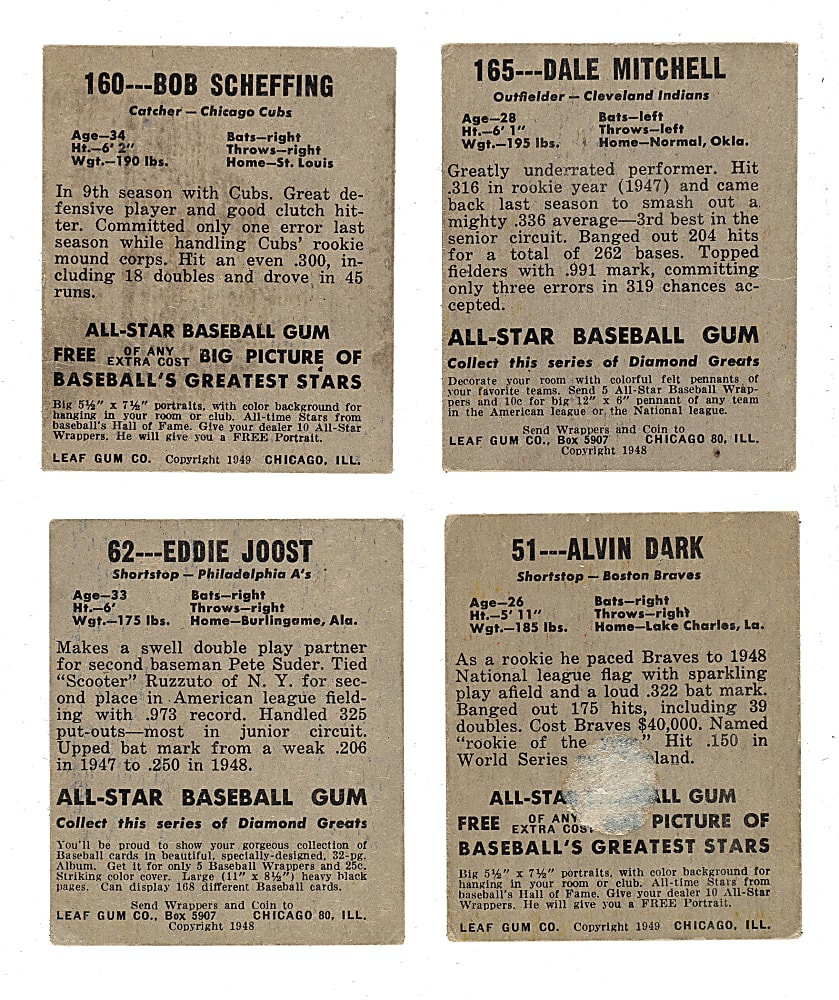 160---BOB SCHEFFING
Catcher — Chicago Cubs
Age—34 Bats—right
Ht.—6' 2" Throws—right
Wgt.—190 lbs. Home—St. Louis
In 9th season with Cubs. Great de-
fensive player and good clutch hit-
ter. Committed only one error last
season while handling Cubs' rookie
mound corps. Hit an even .300, in-
cluding 18 doubles and drove in 45
runs.
ALL-STAR BASEBALL GUM
FREE OF ANY EXTRA COST BIG PICTURE OF
BASEBALL'S GREATEST STARS
Big 5½" x 7½" portraits, with color background for
hanging in your room or club. All-time Stars from
baseball's Hall of Fame. Give your dealer 10 All-Star
Wrappers. He will give you a FREE Portrait.
LEAF GUM CO. Copyright 1949 CHICAGO, ILL.
165---DALE MITCHELL
Outfielder — Cleveland Indians
Age—28 Bats—left
Ht.—6' 1" Throws—left
Wgt.—195 lbs. Home—Normal, Okla.
Greatly underrated performer. Hit
.316 in rookie year (1947) and came
back last season to smash out a
mighty .336 average—3rd best in the
senior circuit. Banged out 204 hits
for a total of 262 bases. Topped
fielders with .991 mark, committing
only three errors in 319 chances ac-
cepted.
ALL-STAR BASEBALL GUM
Collect this series of Diamond Greats
Decorate your room with colorful felt pennants of
your favorite teams. Send 5 All-Star Baseball Wrap-
pers and 10c for big 12" x 6" pennant of any team
in the American league or the National league.
Send Wrappers and Coin to
LEAF GUM CO., Box 5907 CHICAGO 80, ILL.
Copyright 1948
62---EDDIE JOOST
Shortstop — Philadelphia A's
Age—33 Bats—right
Ht.—6' Throws—right
Wgt.—175 lbs. Home—Burlingame, Ala.
Makes a swell double play partner
for second baseman Pete Suder. Tied
"Scooter" Ruzzuto of N. Y. for sec-
ond place in American league field-
ing with .973 record. Handled 325
put-outs—most in junior circuit.
Upped bat mark from a weak .206
in 1947 to .250 in 1948.
ALL-STAR BASEBALL GUM
Collect this series of Diamond Greats
You'll be proud to show your gorgeous collection of
Baseball cards in beautiful, specially-designed, 32-pg.
Album. Get it for only 5 Baseball Wrappers and 25c.
Striking color cover. Large (11" x 8½") heavy black
pages. Can display 168 different Baseball cards.
Send Wrappers and Coin to
LEAF GUM CO., Box 5907 CHICAGO 80, ILL.
Copyright 1948
51---ALVIN DARK
Shortstop — Boston Braves
Age—26 Bats—right
Ht.—5' 11" Throws—right
Wgt.—185 lbs. Home—Lake Charles, La.
As a rookie he paced Braves to 1948
National league flag with sparkling
play afield and a loud .322 bat mark.
Banged out 175 hits, including 39
doubles. Cost Braves $40,000. Named
"rookie of the " Hit .150 in
World Series land.
ALL-STA ALL GUM
FREE OF ANY EXTRA COS PICTURE OF
BASEBALL'S GREATEST STARS
Big 5½" x 7½" portraits, with color background for
hanging in your room or club. All-time Stars from
baseball's Hall of Fame. Give your dealer 10 All-Star
Wrappers. He will give you a FREE Portrait.
LEAF GUM CO. Copyright 1949 CHICAGO, ILL.